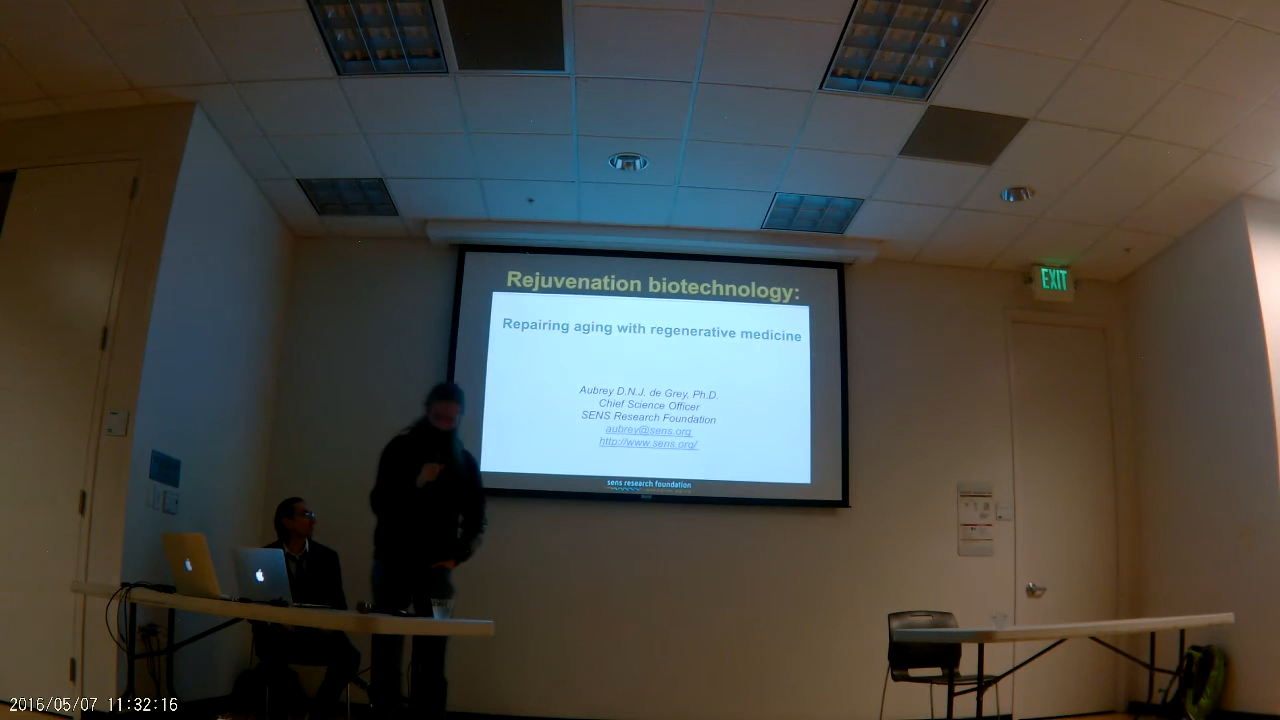 Rejuvenation biotechnology:
Repairing aging with regenerative medicine
Aubrey D.N.J. de Grey, Ph.D.
Chief Science Officer
SENS Research Foundation
aubrey@sens.org
http://www.sens.org/
sens research foundation
EXIT
2016/05/07 11:32:16